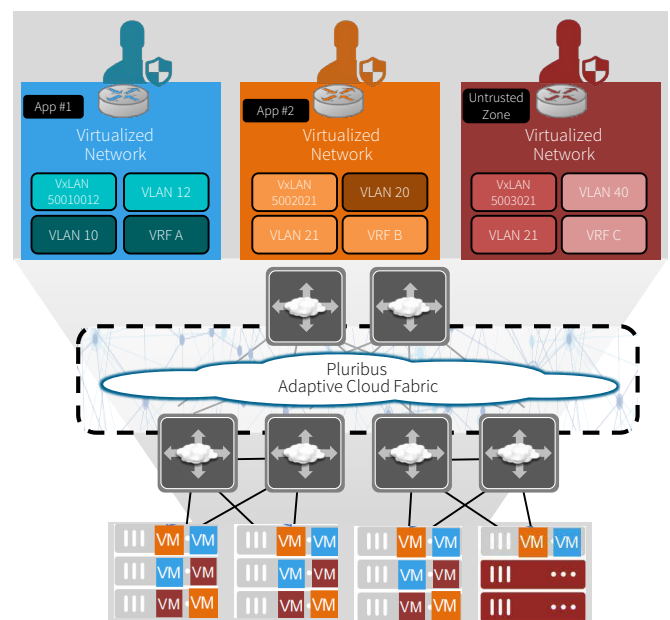 App #1
Virtualized
Network
VxLAN
50010012
VLAN 12
VLAN 10
VRF A
App #2
Virtualized
Network
VxLAN
5002021
VLAN 20
VLAN 21
VRF B
Untrusted
Zone
Virtualized
Network
VxLAN
5003021
VLAN 40
VLAN 21
VRF C
Pluribus
Adaptive Cloud Fabric
VM VM VM VM VM VM VM VM
VM VM VM VM VM VM
VM VM VM VM VM VM